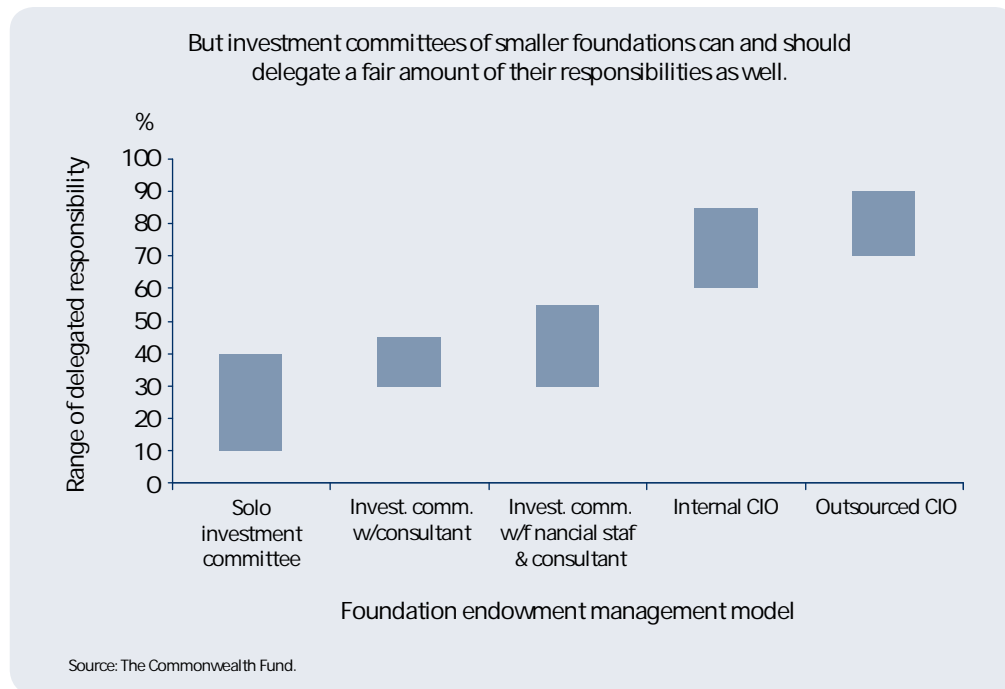 But investment committees of smaller foundations can and should
delegate a fair amount of their responsibilities as well.
%
100
90
80
70
60
50
40
30
20
10
0
Range of delegated responsibility
Solo
investment
committee
Invest. comm.
w/consultant
Invest. comm.
w/f nancial staf
& consultant
Internal CIO
Outsourced CIO
Foundation endowment management model
Source: The Commonwealth Fund.